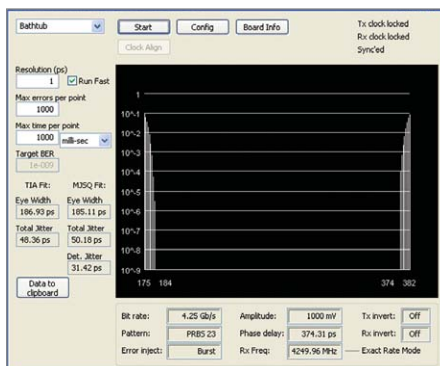 Bathtub
Start
Config
Board Info
Clock Align
Tx clock locked
Rx clock locked
Sync'ed
Resolution (ps)
1
Run Fast
Max errors per point
1000
Max time per point
1000
milli-sec
Target BER
1e-009
TIA Fit:
MJSQ Fit:
Eye Width
Eye Width
186.93 ps
185.11 ps
Total Jitter
Total Jitter
48.36 ps
50.18 ps
Det. Jitter
31.42 ps
Data to
clipboard
1
10^-1
10^-2
10^-3
10^-4
10^-5
10^-6
10^-7
10^-8
10^-9
175 184
374 382
Bit rate: 4.25 Gb/s
Amplitude: 1000 mV
Tx invert: Off
Pattern: PRBS 23
Phase delay: 374.31 ps
Rx invert: Off
Error inject: Burst
Rx Freq: 4249.96 MHz
Exact Rate Mode